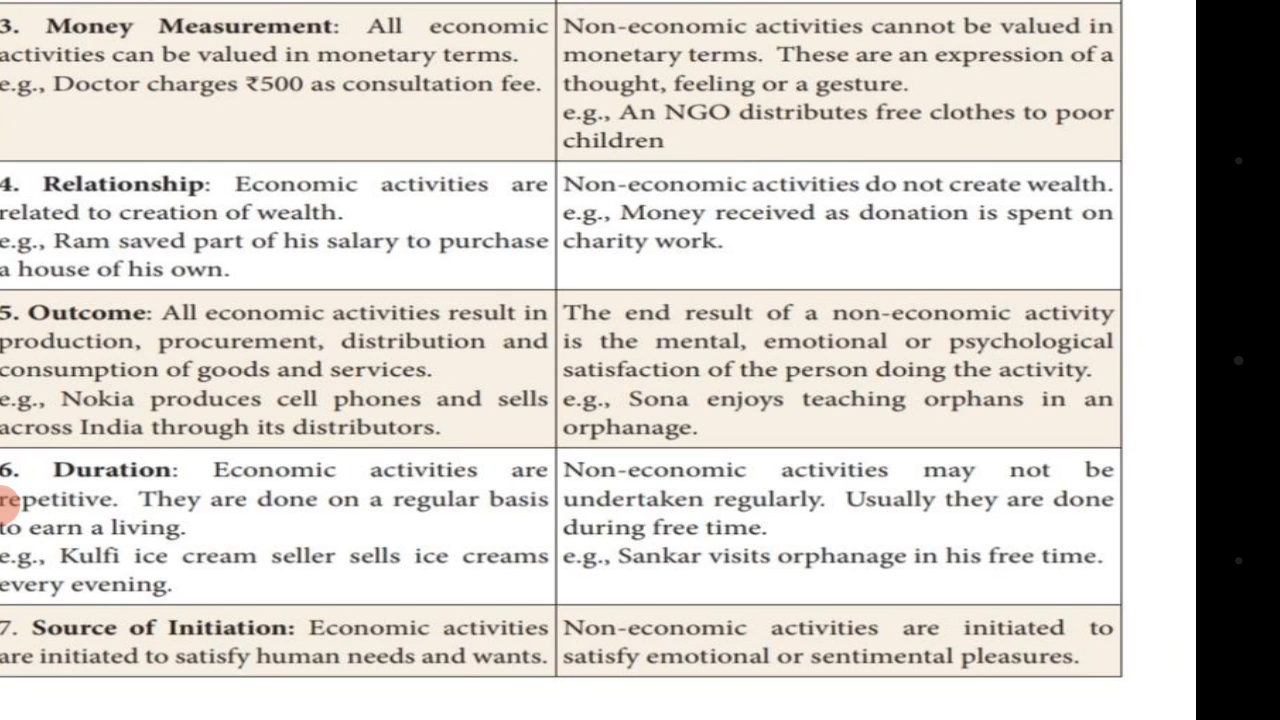 3. Money Measurement: All economic
activities can be valued in monetary terms.
e.g., Doctor charges ₹500 as consultation fee.
Non-economic activities cannot be valued in
monetary terms. These are an expression of a
thought, feeling or a gesture.
e.g., An NGO distributes free clothes to poor
children
4. Relationship: Economic activities are
related to creation of wealth.
e.g., Ram saved part of his salary to purchase
a house of his own.
Non-economic activities do not create wealth.
e.g., Money received as donation is spent on
charity work.
5. Outcome: All economic activities result in
production, procurement, distribution and
consumption of goods and services.
e.g., Nokia produces cell phones and sells
across India through its distributors.
The end result of a non-economic activity
is the mental, emotional or psychological
satisfaction of the person doing the activity.
e.g., Sona enjoys teaching orphans in an
orphanage.
6. Duration: Economic activities are
repetitive. They are done on a regular basis
to earn a living.
e.g., Kulfi ice cream seller sells ice creams
every evening.
Non-economic activities may not be
undertaken regularly. Usually they are done
during free time.
e.g., Sankar visits orphanage in his free time.
7. Source of Initiation: Economic activities
are initiated to satisfy human needs and wants.
Non-economic activities are initiated to
satisfy emotional or sentimental pleasures.